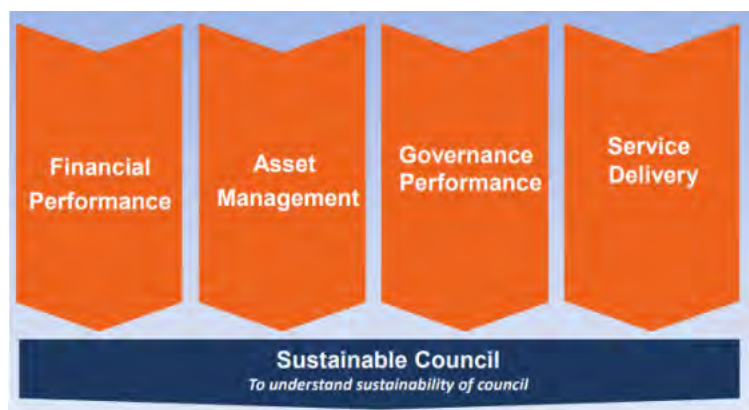 Financial
Performance
Asset
Management
Governance
Performance
Service
Delivery
Sustainable Council
To understand sustainability of council